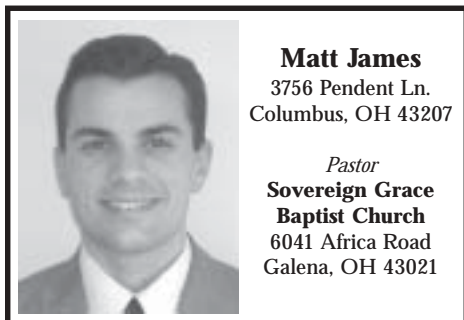 Matt James
3756 Pendent Ln.
Columbus, OH 43207
Pastor
Sovereign Grace
Baptist Church
6041 Africa Road
Galena, OH 43021